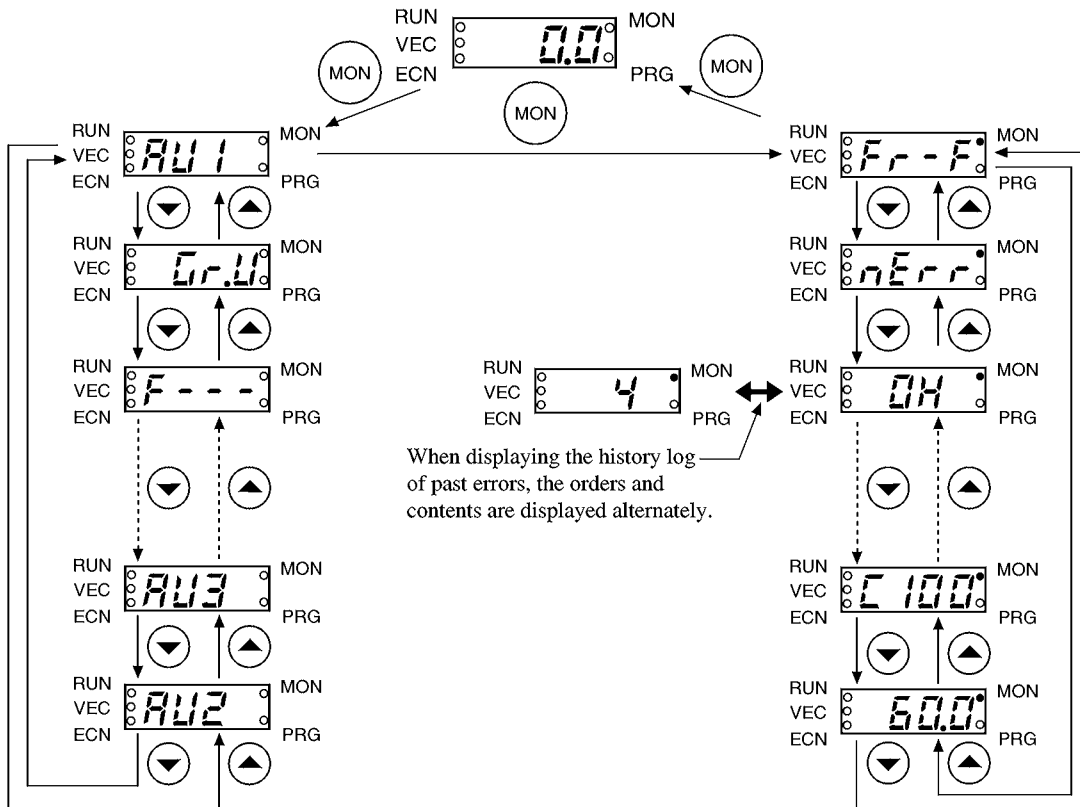 RUN
VEC
ECN
0.0
MON
PRG
MON
MON
MON
RUN
VEC
ECN
AU1
MON
PRG
RUN
VEC
ECN
Fr-F
MON
PRG
RUN
VEC
ECN
Gr.U
MON
PRG
RUN
VEC
ECN
nErr
MON
PRG
RUN
VEC
ECN
F---
MON
PRG
RUN
VEC
ECN
4
MON
PRG
RUN
VEC
ECN
OH
MON
PRG
When displaying the history log
of past errors, the orders and
contents are displayed alternately.
RUN
VEC
ECN
AU3
MON
PRG
RUN
VEC
ECN
C100
MON
PRG
RUN
VEC
ECN
AU2
MON
PRG
RUN
VEC
ECN
60.0
MON
PRG